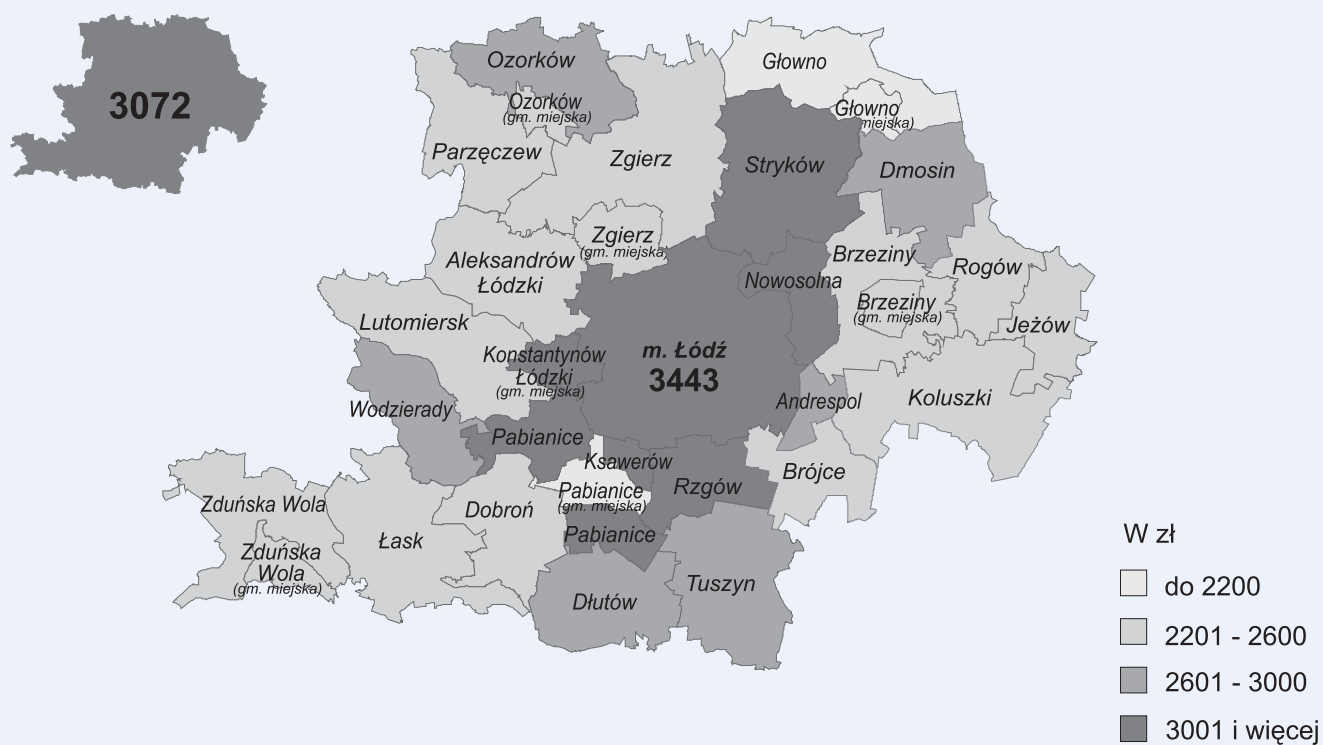 3072
Ozorków
Głowno
Ozorków
(gm. miejska)
Głowno
miejska)
Parzęczew
Zgierz
Stryków
Dmosin
Zgierz
(gm. miejska)
Aleksandrów
Łódzki
Brzeziny
Rogów
Nowosolna
Brzeziny
(gm. miejska)
Jeżów
Lutomiersk
Konstantynów
Łódzki
(gm. miejska)
m. Łódź
3443
Wodzierady
Andrespol
Koluszki
Pabianice
Ksawerów
Brójce
Pabianice
(gm. miejska)
Rzgów
Zduńska Wola
Dobroń
Łask
Pabianice
Zduńska
Wola
(gm. miejska)
Dłutów
Tuszyn
W zł
do 2200
2201 - 2600
2601 - 3000
3001 i więcej